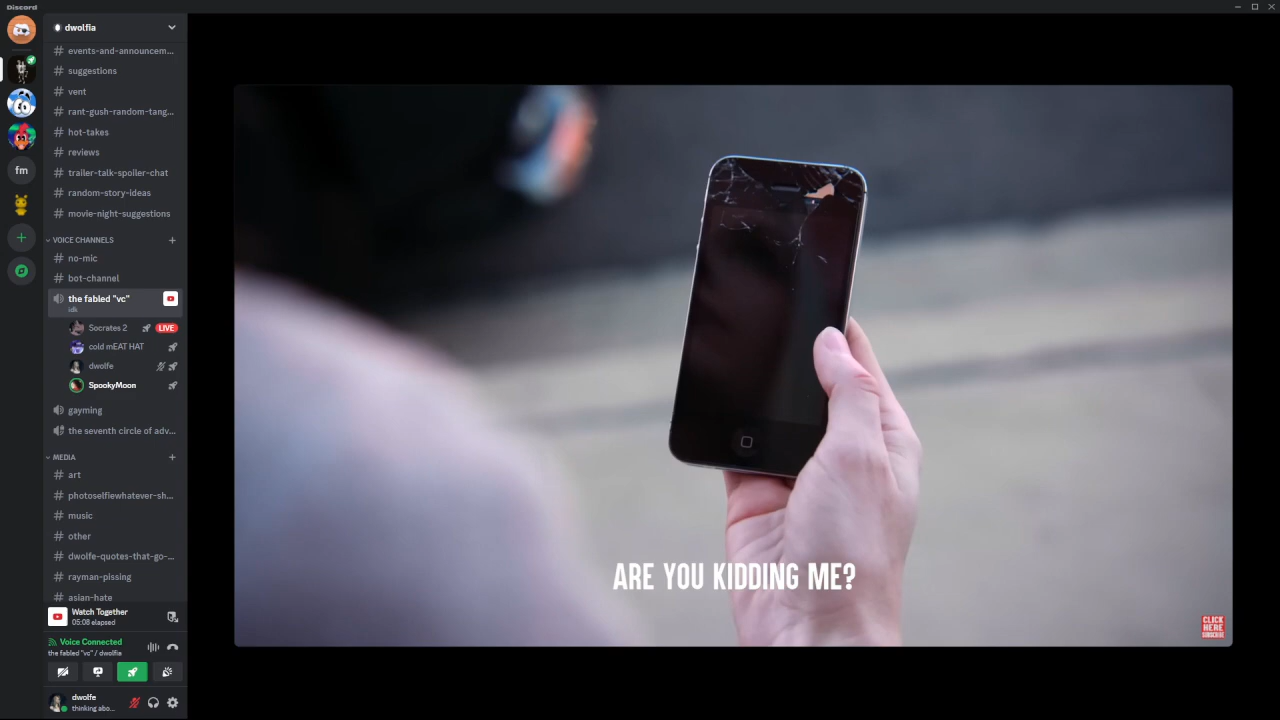 Discord
dwolfia
events-and-announcem...
suggestions
vent
rant-gush-random-tang...
hot-takes
reviews
trailer-talk-spoiler-chat
random-story-ideas
movie-night-suggestions
fm
VOICE CHANNELS
no-mic
bot-channel
the fabled "vc"
idk
Socrates 2
LIVE
cold mEAT HAT
dwolfe
SpookyMoon
gayming
the seventh circle of adv...
MEDIA
art
photoselfiewhatever-sh...
music
other
dwolfe-quotes-that-go-...
rayman-pissing
asian-hate
Watch Together
05:08 elapsed
Voice Connected
the fabled "vc" / dwolfia
dwolfe
thinking abo...
ARE YOU KIDDING ME?
CLICK
HERE
SUBSCRIBE